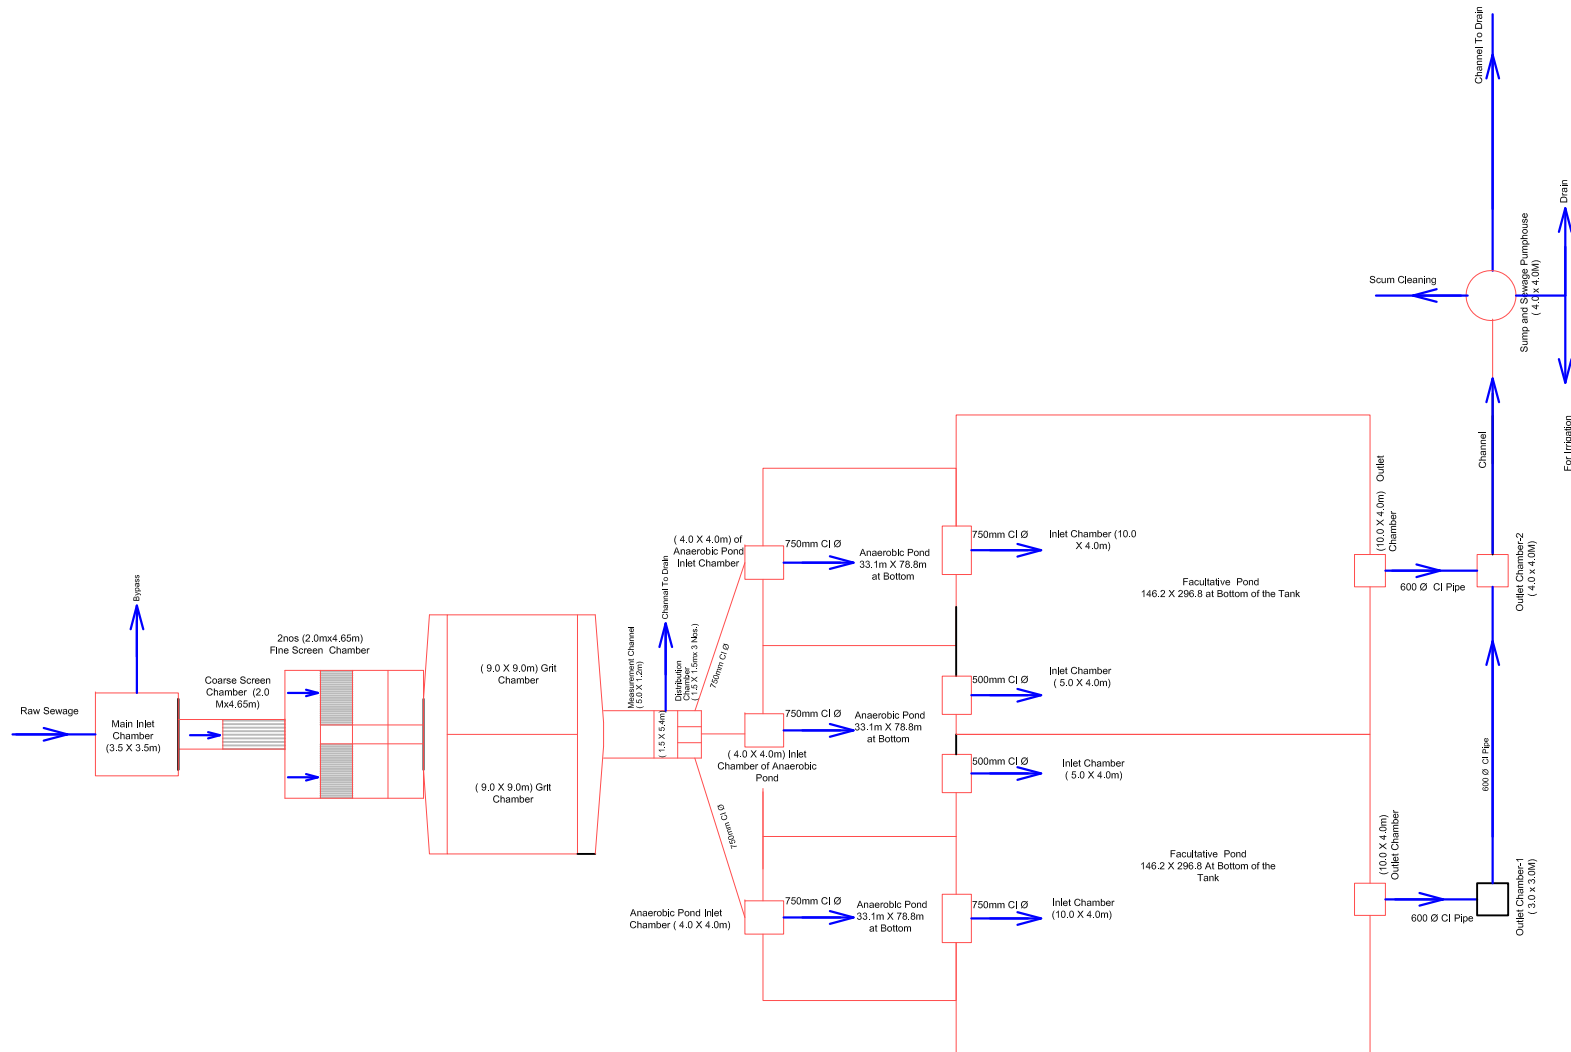 Raw Sewage
Main Inlet
Chamber
(3.5 X 3.5m)
Bypass
Coarse Screen
Chamber (2.0
Mx4.65m)
2nos (2.0mx4.65m)
Fine Screen Chamber
( 9.0 X 9.0m) Grit
Chamber
( 9.0 X 9.0m) Grit
Chamber
Measurement Channel
( 5.0 X 1.2m)
( 1.5 X 5.4m)
Channal To Drain
Distribution
Chamber
( 1.5 X 1.5mx 3 Nos.)
750mm CI Ø
750mm CI Ø
( 4.0 X 4.0m) of
Anaerobic Pond
Inlet Chamber
750mm CI Ø
Anaerobic Pond
33.1m X 78.8m
at Bottom
750mm CI Ø
Anaerobic Pond
33.1m X 78.8m
at Bottom
( 4.0 X 4.0m) Inlet
Chamber of Anaerobic
Pond
Anaerobic Pond Inlet
Chamber ( 4.0 X 4.0m)
750mm CI Ø
Anaerobic Pond
33.1m X 78.8m
at Bottom
750mm CI Ø
Inlet Chamber (10.0
X 4.0m)
500mm CI Ø
Inlet Chamber
( 5.0 X 4.0m)
500mm CI Ø
Inlet Chamber
( 5.0 X 4.0m)
750mm CI Ø
Inlet Chamber
(10.0 X 4.0m)
Facultative Pond
146.2 X 296.8 at Bottom of the Tank
Facultative Pond
146.2 X 296.8 At Bottom of the
Tank
(10.0 X 4.0m) Outlet
Chamber
600 Ø CI Pipe
(10.0 X 4.0m)
Outlet Chamber
600 Ø CI Pipe
Outlet Chamber-1
( 3.0 x 3.0M)
600 Ø CI Pipe
Outlet Chamber-2
( 4.0 x 4.0M)
Channel
Scum Cleaning
Sump and Sewage Pumphouse
( 4.0 x 4.0M)
Channel To Drain
Drain
For Irrigation